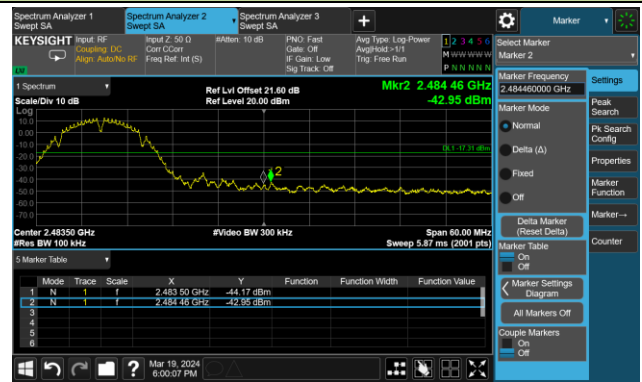 Spectrum Analyzer 1
Swept SA
Spectrum Analyzer 2
Swept SA
Spectrum Analyzer 3
Swept SA
+
Marker
KEYSIGHT
Input: RF
Coupling: DC
Align: Auto/No RF
Input Z: 50 Ω
Corr CCorr
Freq Ref: Int (S)
#Atten: 10 dB
PNO: Fast
Gate: Off
IF Gain: Low
Sig Track: Off
Avg Type: Log-Power
Avg|Hold:>1/1
Trig: Free Run
1 2 3 4 5 6
M W W W W W
P N N N N N
Select Marker
Marker 2
1 Spectrum
Scale/Div 10 dB
Ref Lvl Offset 21.60 dB
Ref Level 20.00 dBm
Mkr2 2.484 46 GHz
-42.95 dBm
Log
10.0
0.00
-10.0
-20.0
-30.0
-40.0
-50.0
-60.0
-70.0
DL1 -17.31 dBm
2
Center 2.48350 GHz
#Res BW 100 kHz
#Video BW 300 kHz
Span 60.00 MHz
Sweep 5.87 ms (2001 pts)
5 Marker Table
Mode Trace Scale X Y Function Function Width Function Value
1 N 1 f 2.483 50 GHz -44.17 dBm
2 N 1 f 2.484 46 GHz -42.95 dBm
3
4
5
6
Marker Frequency
2.484460000 GHz
Marker Mode
Normal
Delta (Δ)
Fixed
Off
Delta Marker
(Reset Delta)
Marker Table
On
Off
Marker Settings
Diagram
All Markers Off
Couple Markers
On
Off
Settings
Peak
Search
Pk Search
Config
Properties
Marker
Function
Marker→
Counter
?
Mar 19, 2024
6:00:07 PM